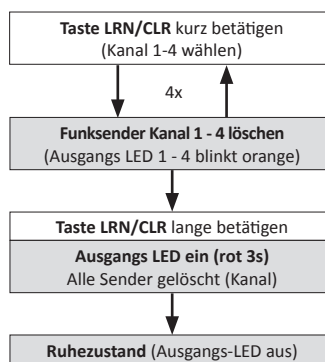 Taste LRN/CLR kurz betätigen
(Kanal 1-4 wählen)
4x
Funksender Kanal 1 - 4 löschen
(Ausgangs LED 1 - 4 blinkt orange)
Taste LRN/CLR lange betätigen
Ausgangs LED ein (rot 3s)
Alle Sender gelöscht (Kanal)
Ruhezustand (Ausgangs-LED aus)